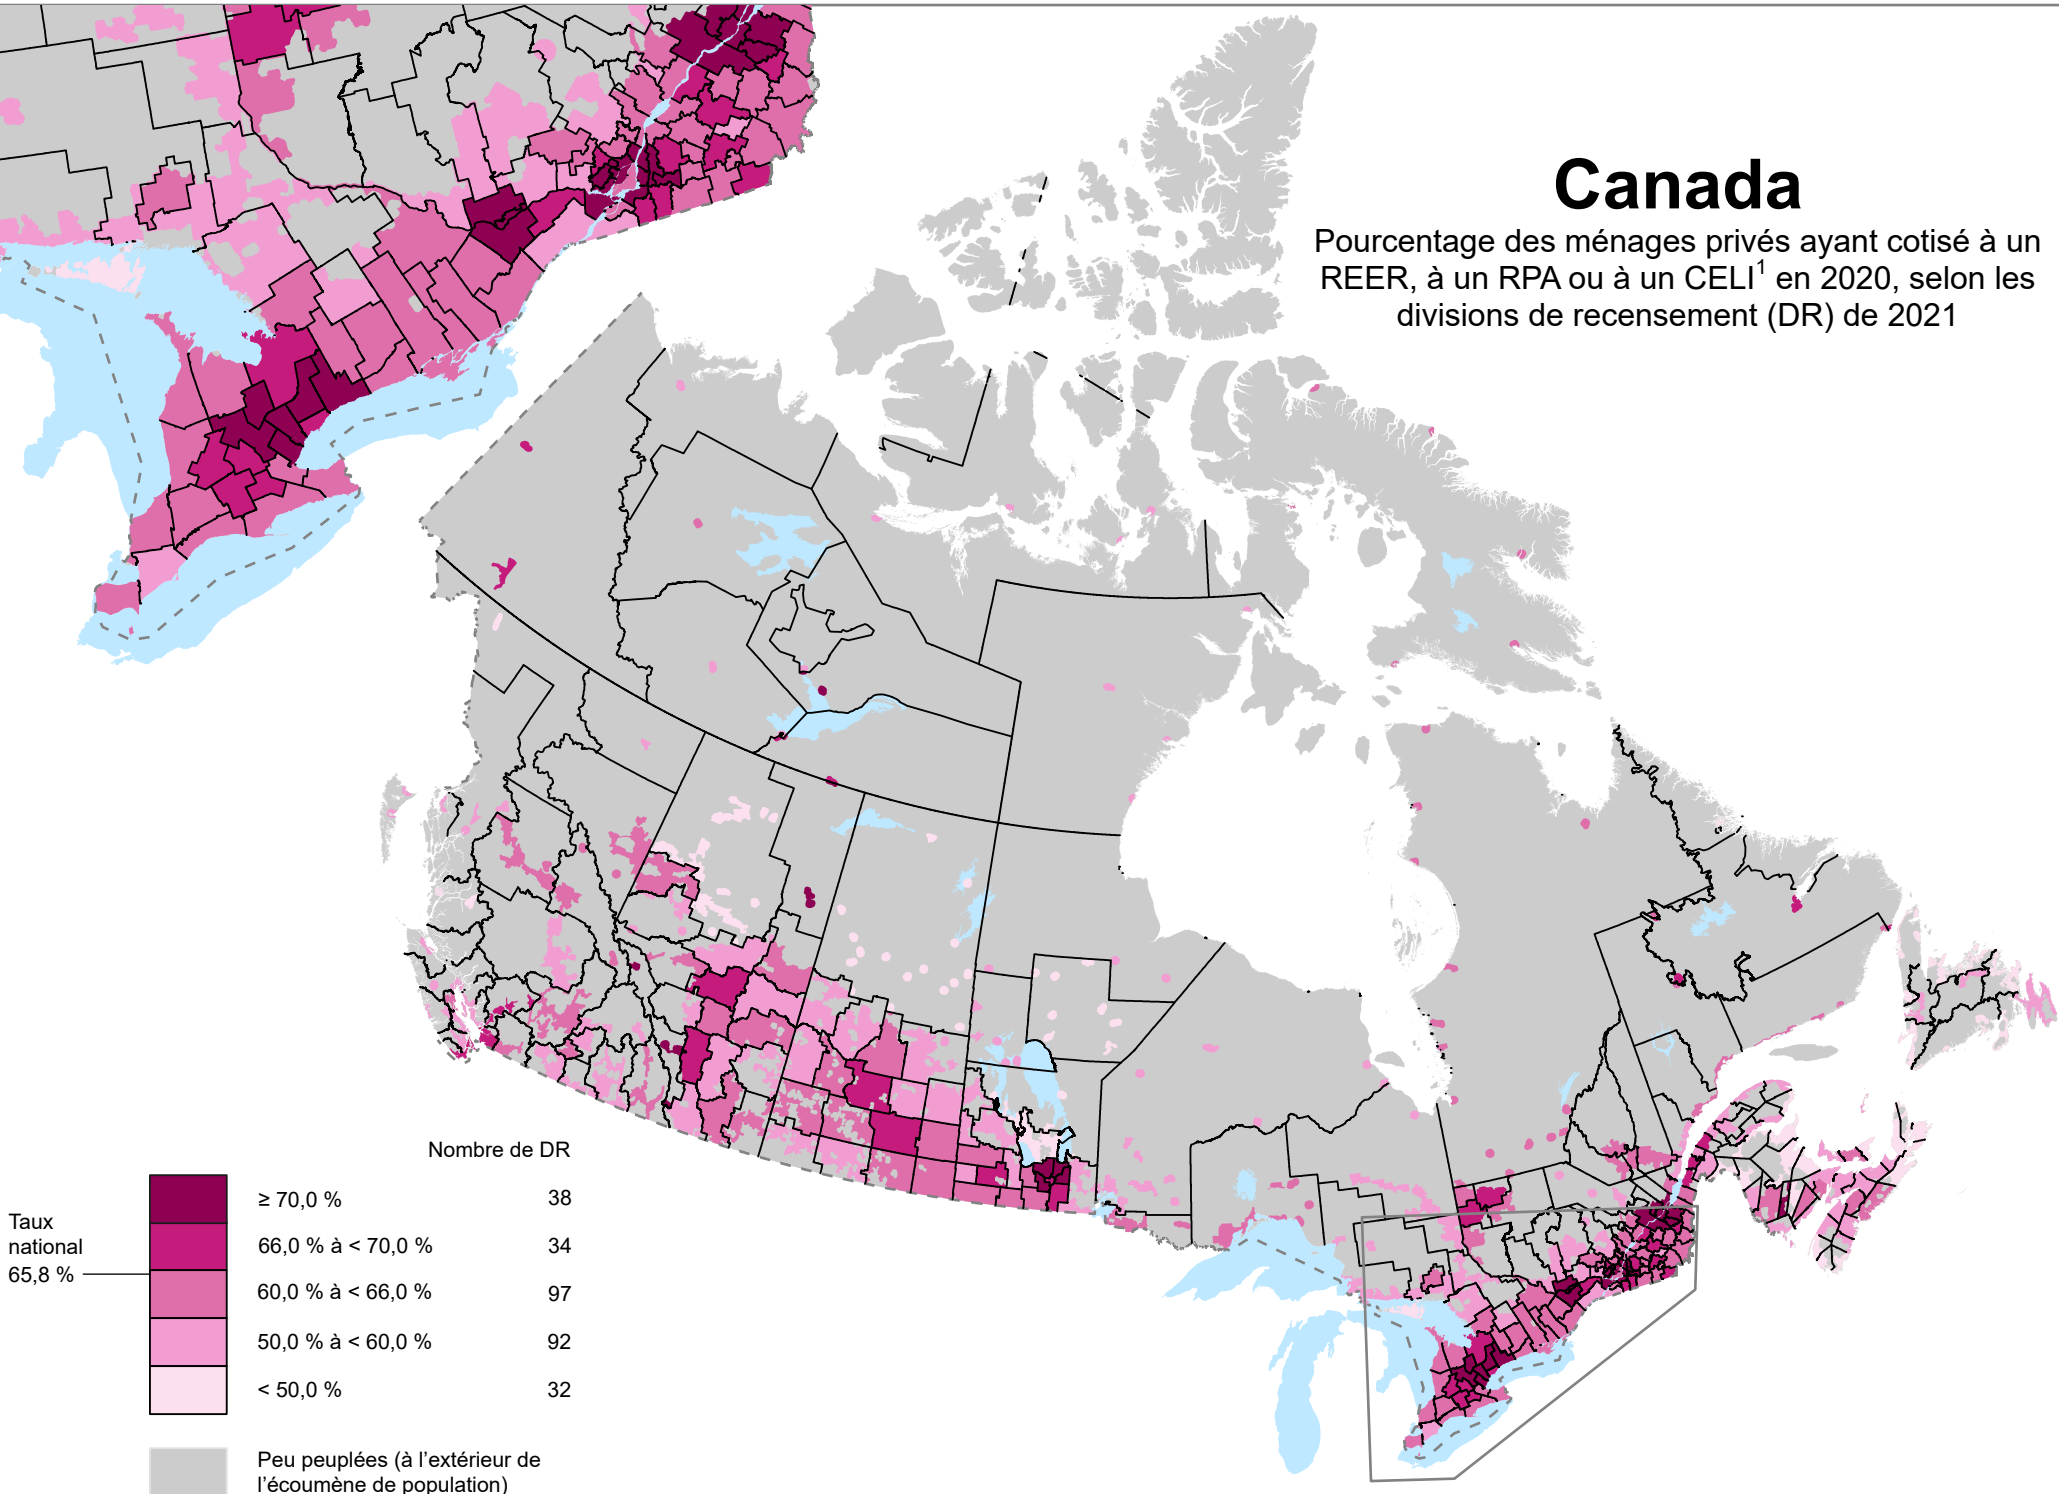 Canada
Pourcentage des ménages privés ayant cotisé à un
REER, à un RPA ou à un CELI¹ en 2020, selon les
divisions de recensement (DR) de 2021
Nombre de DR
Taux
national
65,8 %
≥ 70,0 % 38
66,0 % à < 70,0 % 34
60,0 % à < 66,0 % 97
50,0 % à < 60,0 % 92
< 50,0 % 32
Peu peuplées (à l’extérieur de
l’écoumène de population)